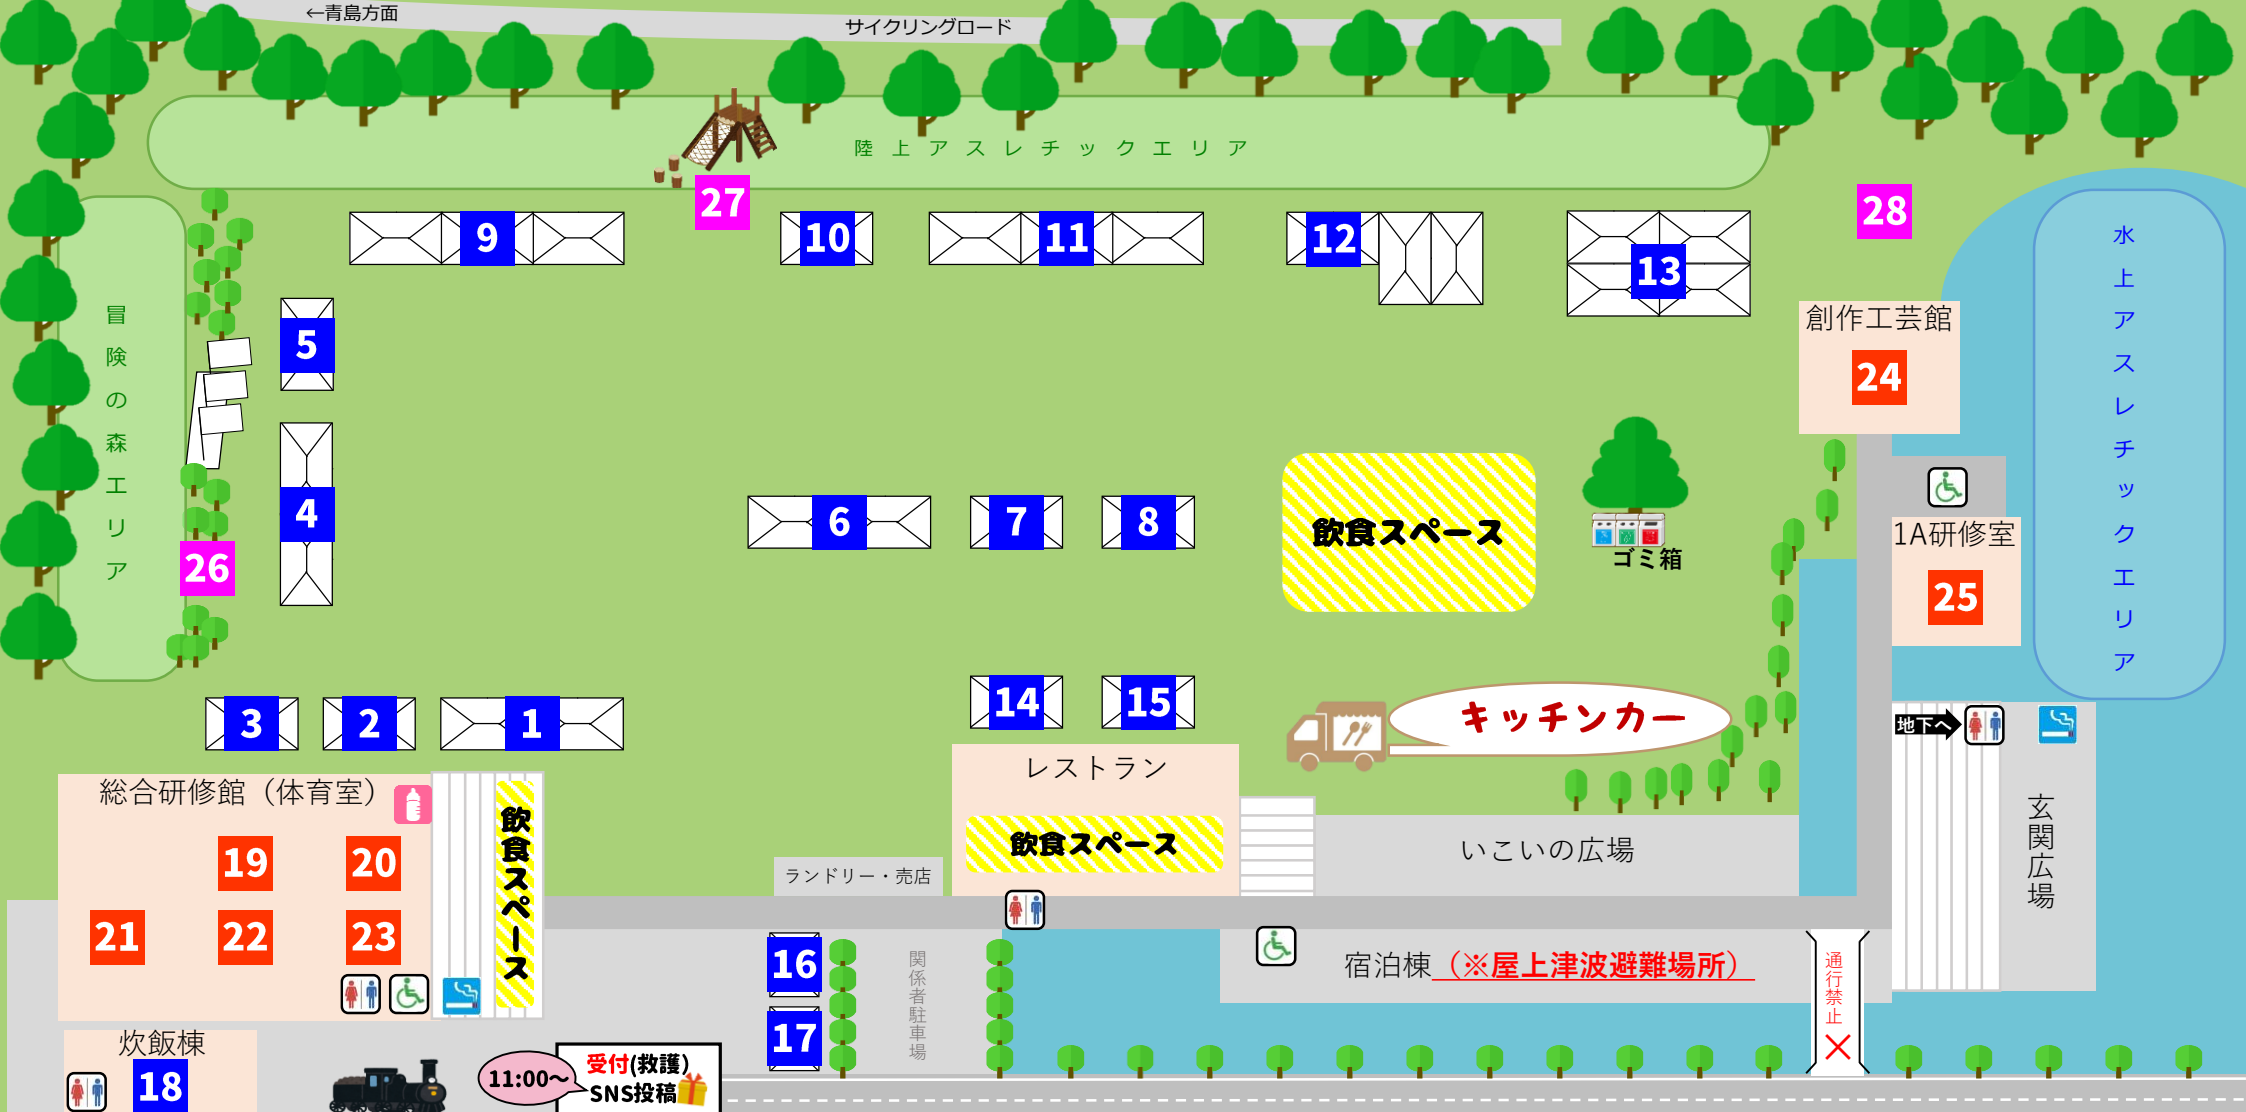 ←青島方面
サイクリングロード
陸上アスレチックエリア
27
28
9
10
11
12
13
水上アスレチックエリア
冒険の森エリア
5
創作工芸館
24
4
6
7
8
飲食スペース
ゴミ箱
1A研修室
25
26
3
2
1
14
15
キッチンカー
地下へ
総合研修館（体育室）
飲食スペース
レストラン
飲食スペース
いこいの広場
玄関広場
19
20
ランドリー・売店
21
22
23
16
関係者駐車場
宿泊棟（※屋上津波避難場所）
通行禁止
17
炊飯棟
18
11:00～
受付(救護)
SNS投稿